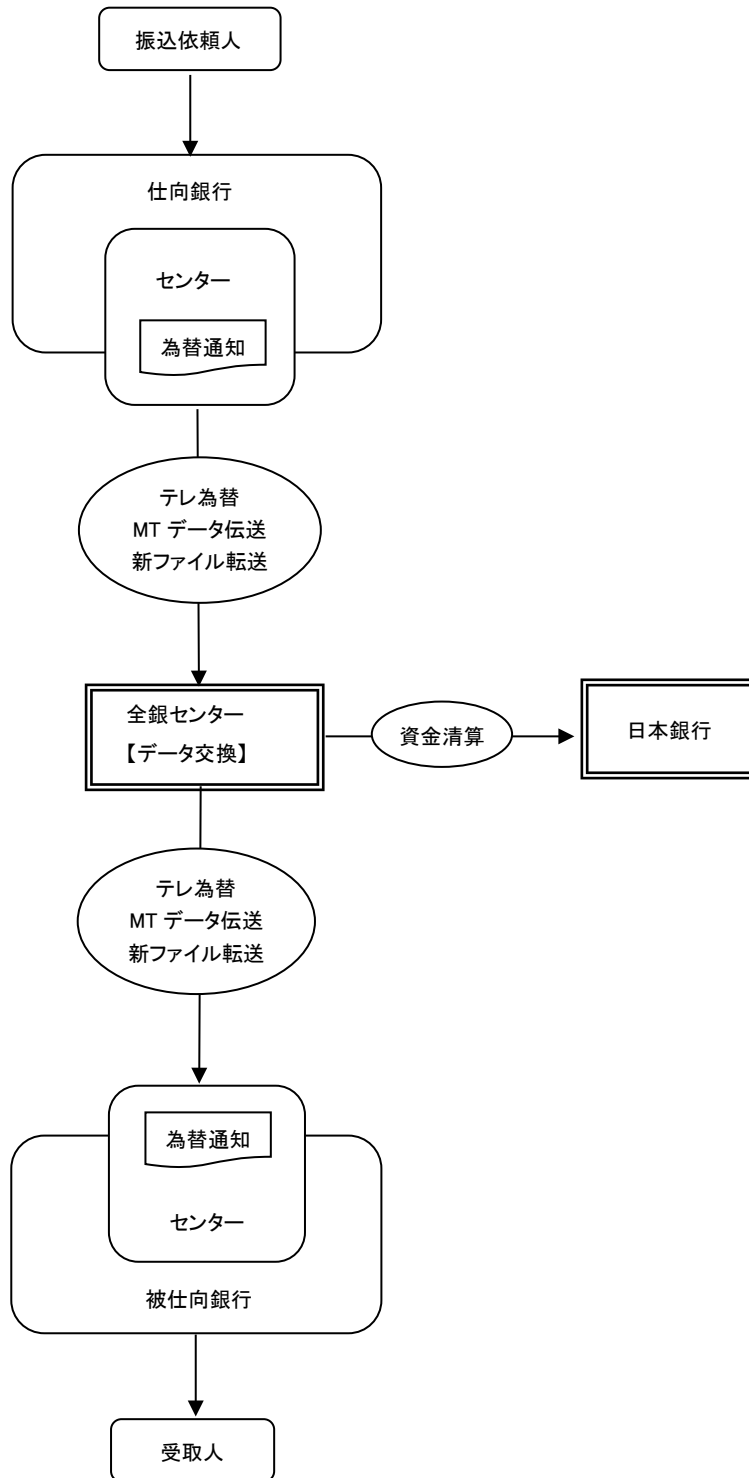 振込依頼人
仕向銀行
センター
為替通知
テレ為替
MT データ伝送
新ファイル転送
全銀センター
【データ交換】
資金清算
日本銀行
テレ為替
MT データ伝送
新ファイル転送
為替通知
センター
被仕向銀行
受取人